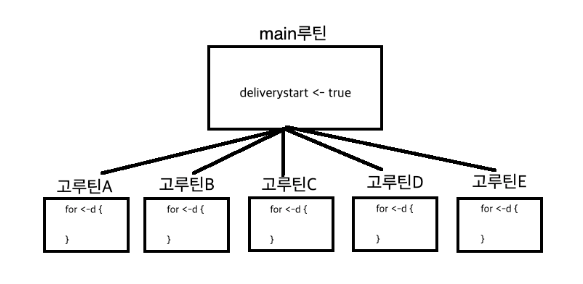 main루틴
deliverystart <- true
고루틴A 고루틴B 고루틴C 고루틴D 고루틴E
for <-d { for <-d { for <-d { for <-d { for <-d {
} } } } }